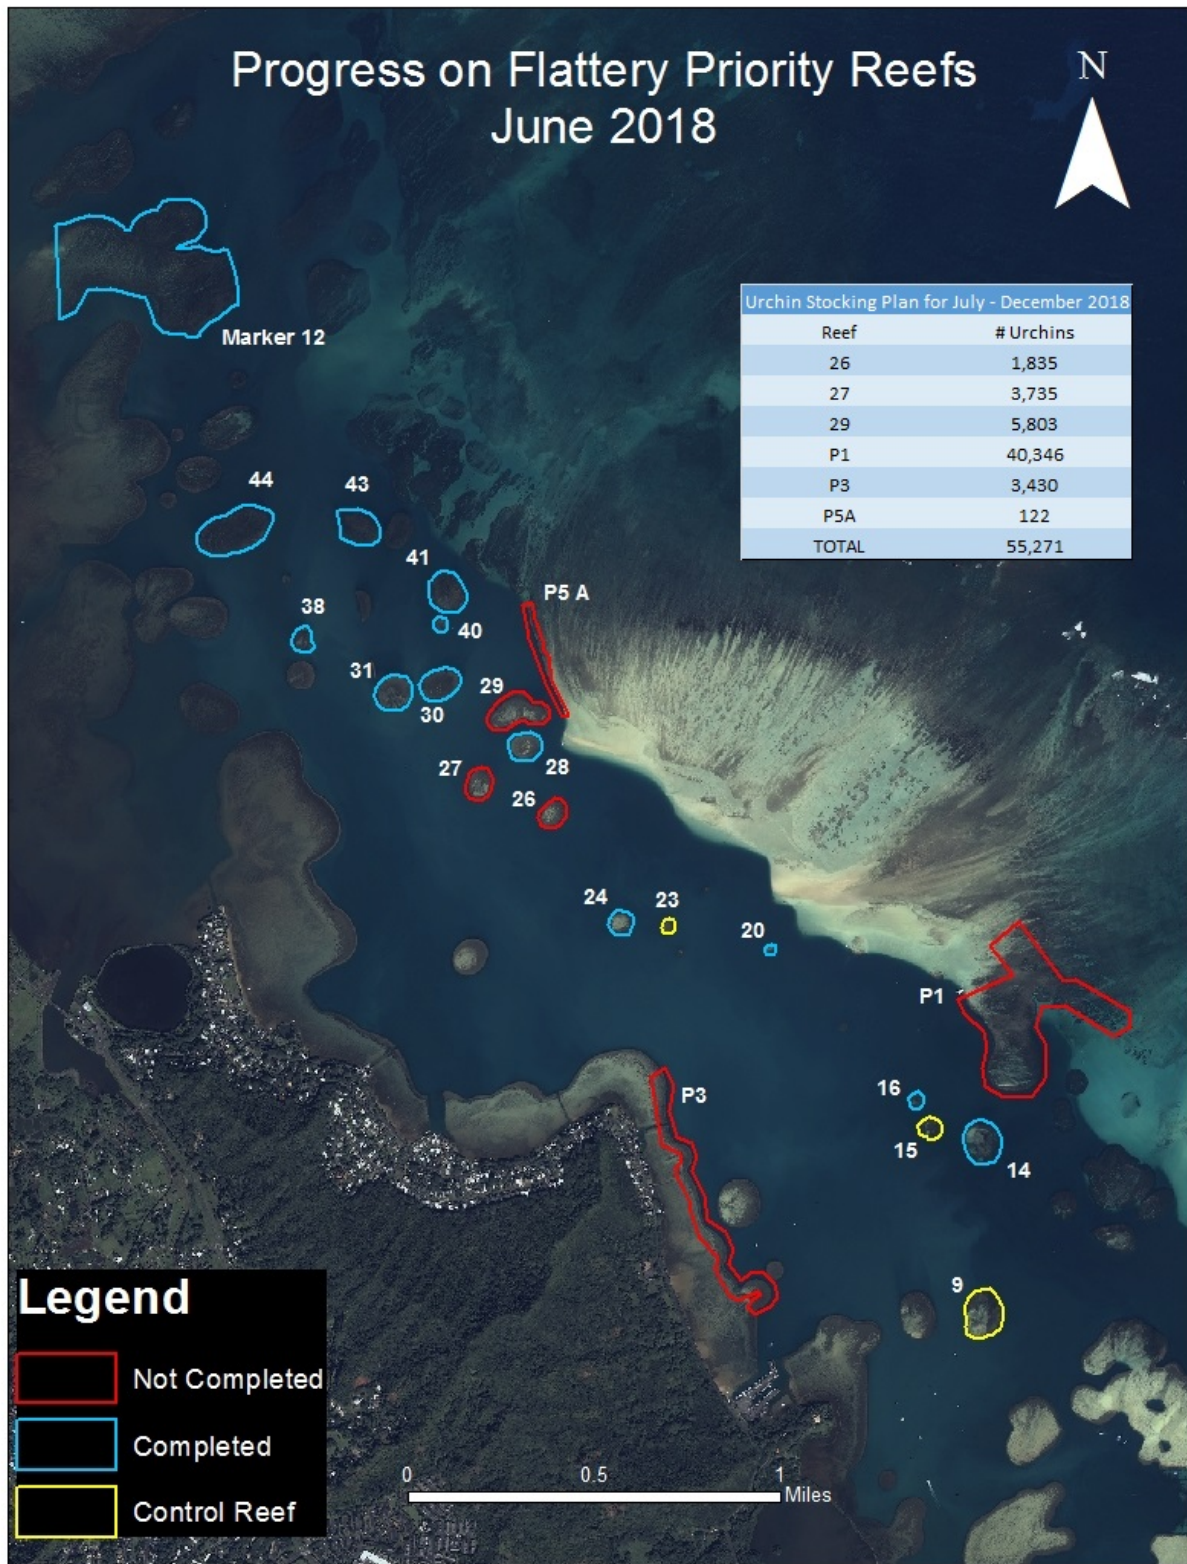 Progress on Flattery Priority Reefs
June 2018
N
Marker 12
Urchin Stocking Plan for July - December 2018
Reef # Urchins
26 1,835
27 3,735
29 5,803
P1 40,346
P3 3,430
P5A 122
TOTAL 55,271
44
43
41
P5 A
38
40
31
29
30
28
27
26
24
23
20
P1
16
P3
15
14
9
Legend
Not Completed
Completed
Control Reef
0 0.5 1
Miles